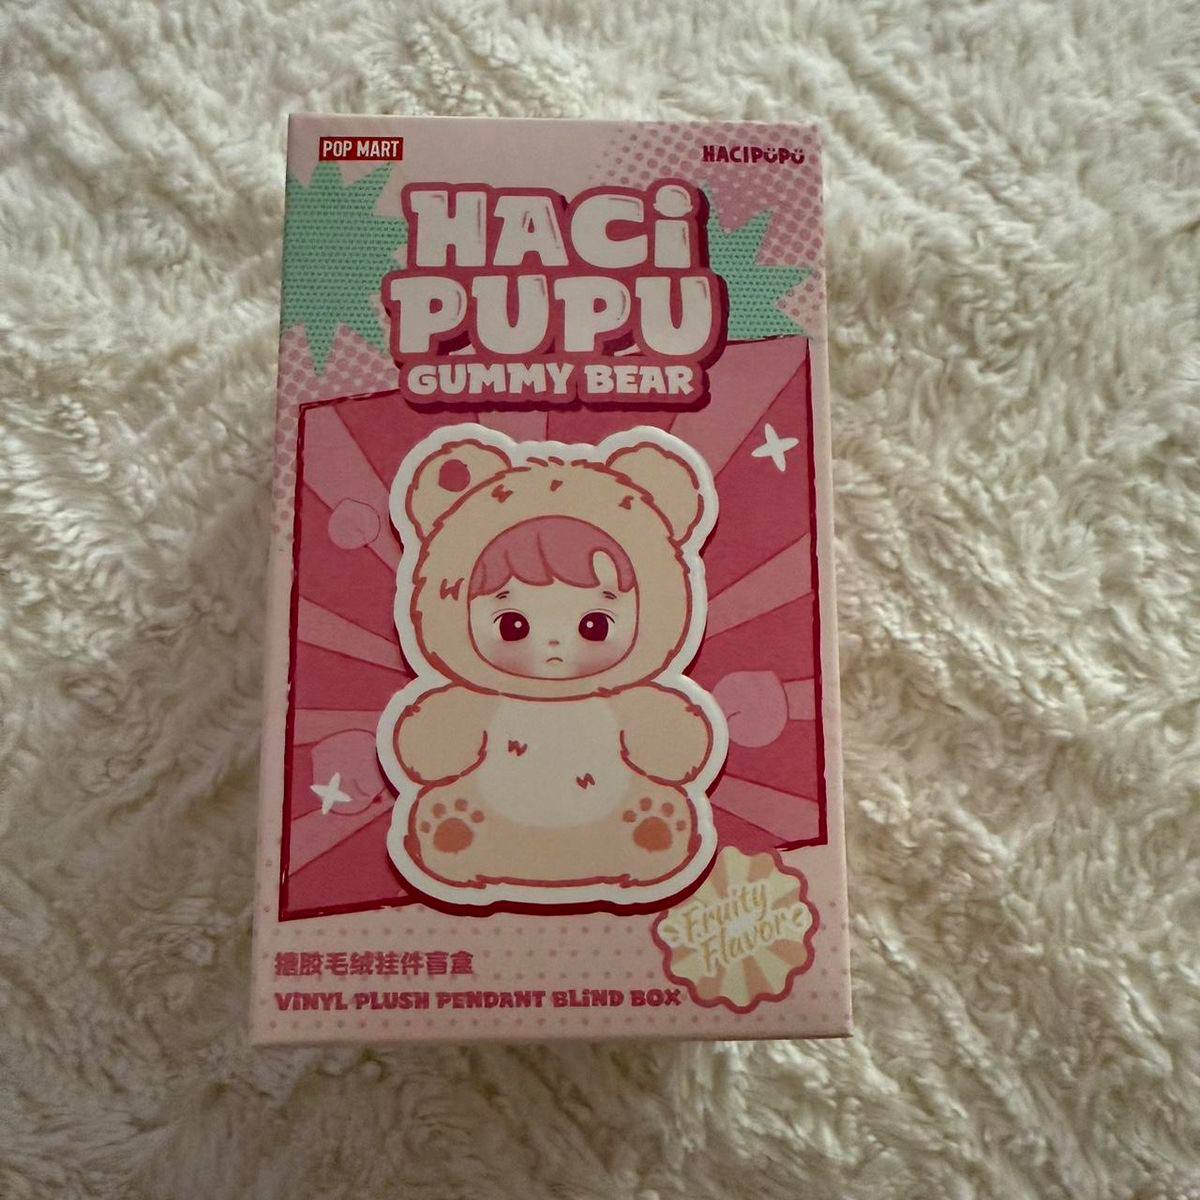 POP MART
HACIPÜPÜ
HACi
PUPU
GUMMY BEAR
Fruity
Flavor
搪胶毛绒挂件盲盒
VINYL PLUSH PENDANT BLIND BOX